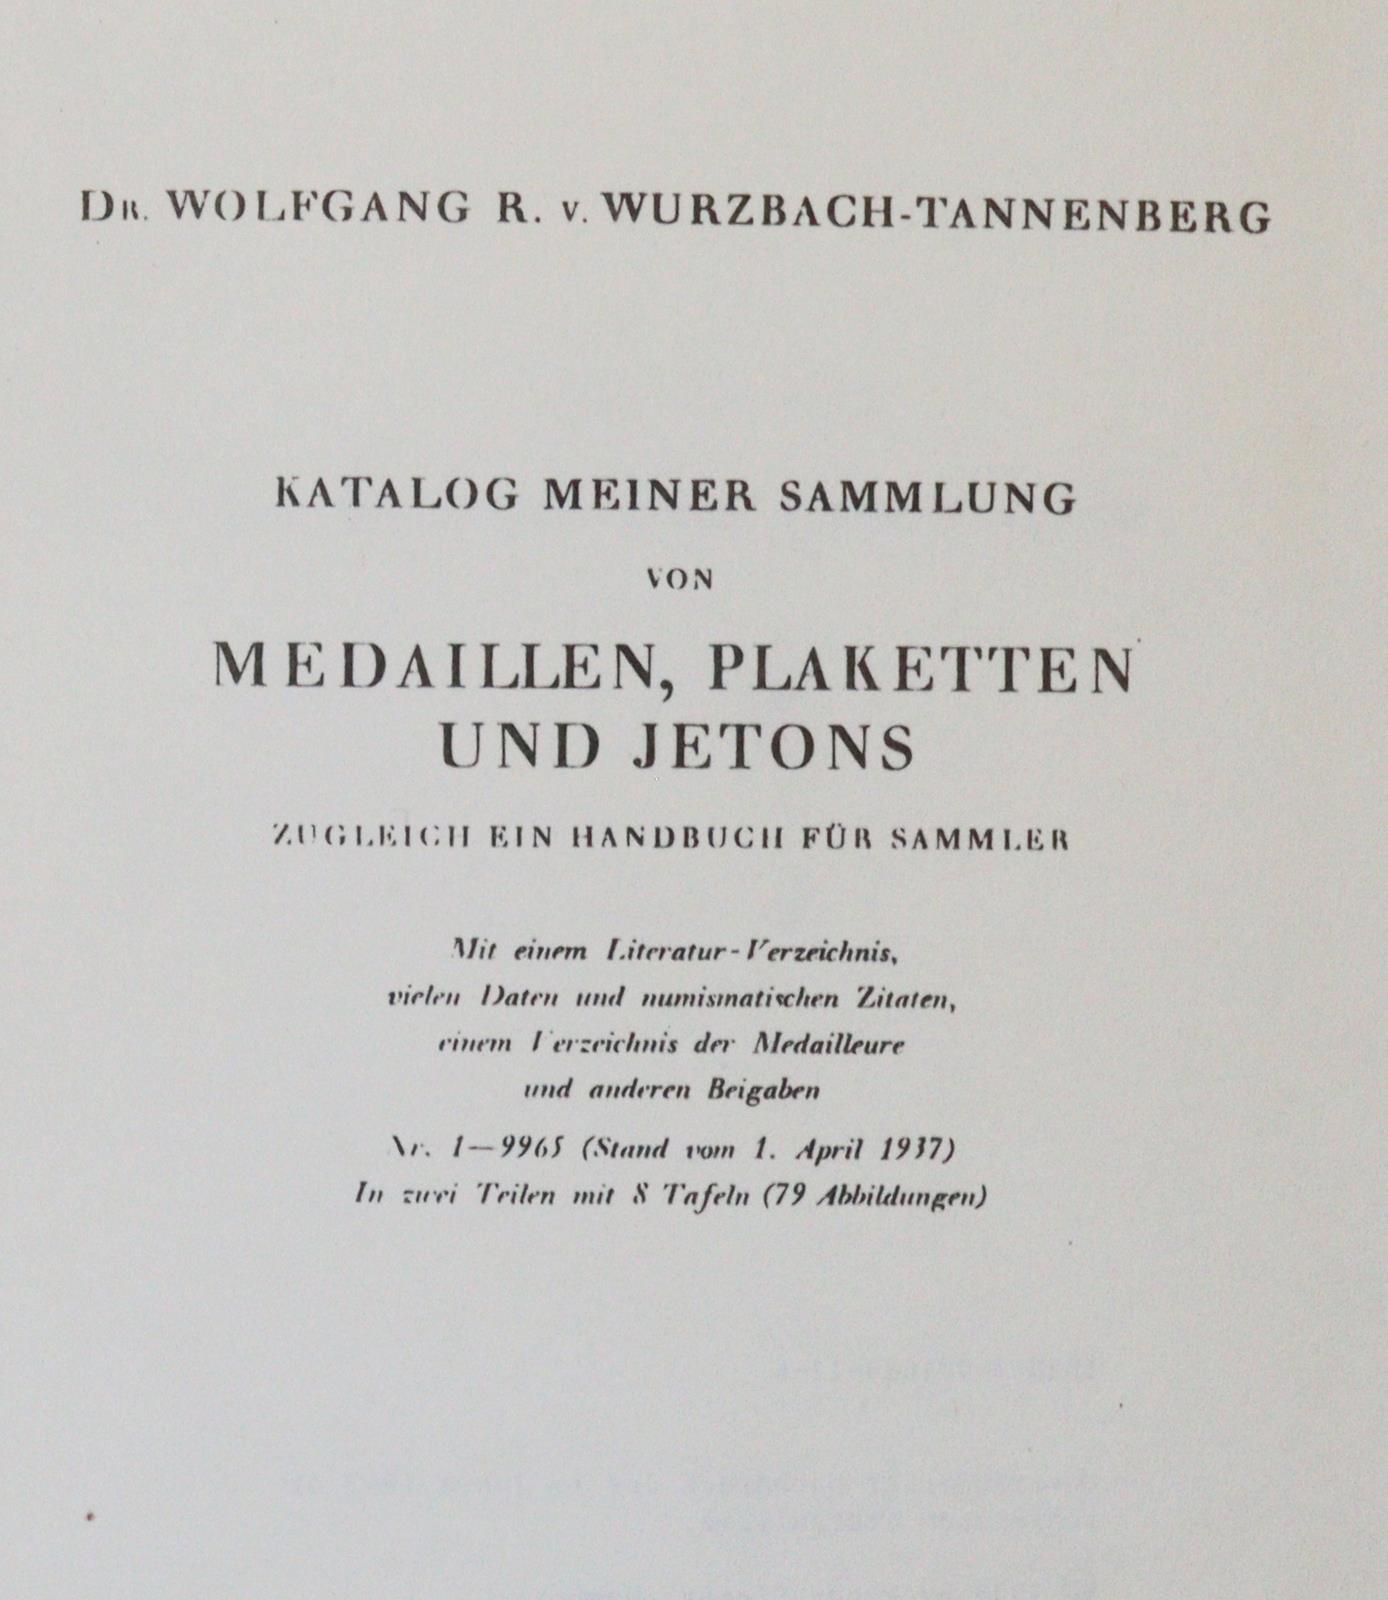 DR. WOLFGANG R. v. WURZBACH-TANNENBERG
KATALOG MEINER SAMMLUNG
VON
MEDAILLEN, PLAKETTEN
UND JETONS
ZUGLEICH EIN HANDBUCH FÜR SAMMLER
Mit einem Literatur-Verzeichnis,
vielen Daten und numismatischen Zitaten,
einem Verzeichnis der Medailleure
und anderen Beigaben
Nr. 1—9965 (Stand vom 1. April 1937)
In zwei Teilen mit 8 Tafeln (79 Abbildungen)